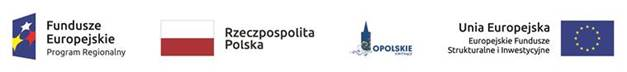 Fundusze
Europejskie
Program Regionalny
Rzeczpospolita
Polska
OPOLSKIE
Unia Europejska
Europejskie Fundusze
Strukturalne i Inwestycyjne